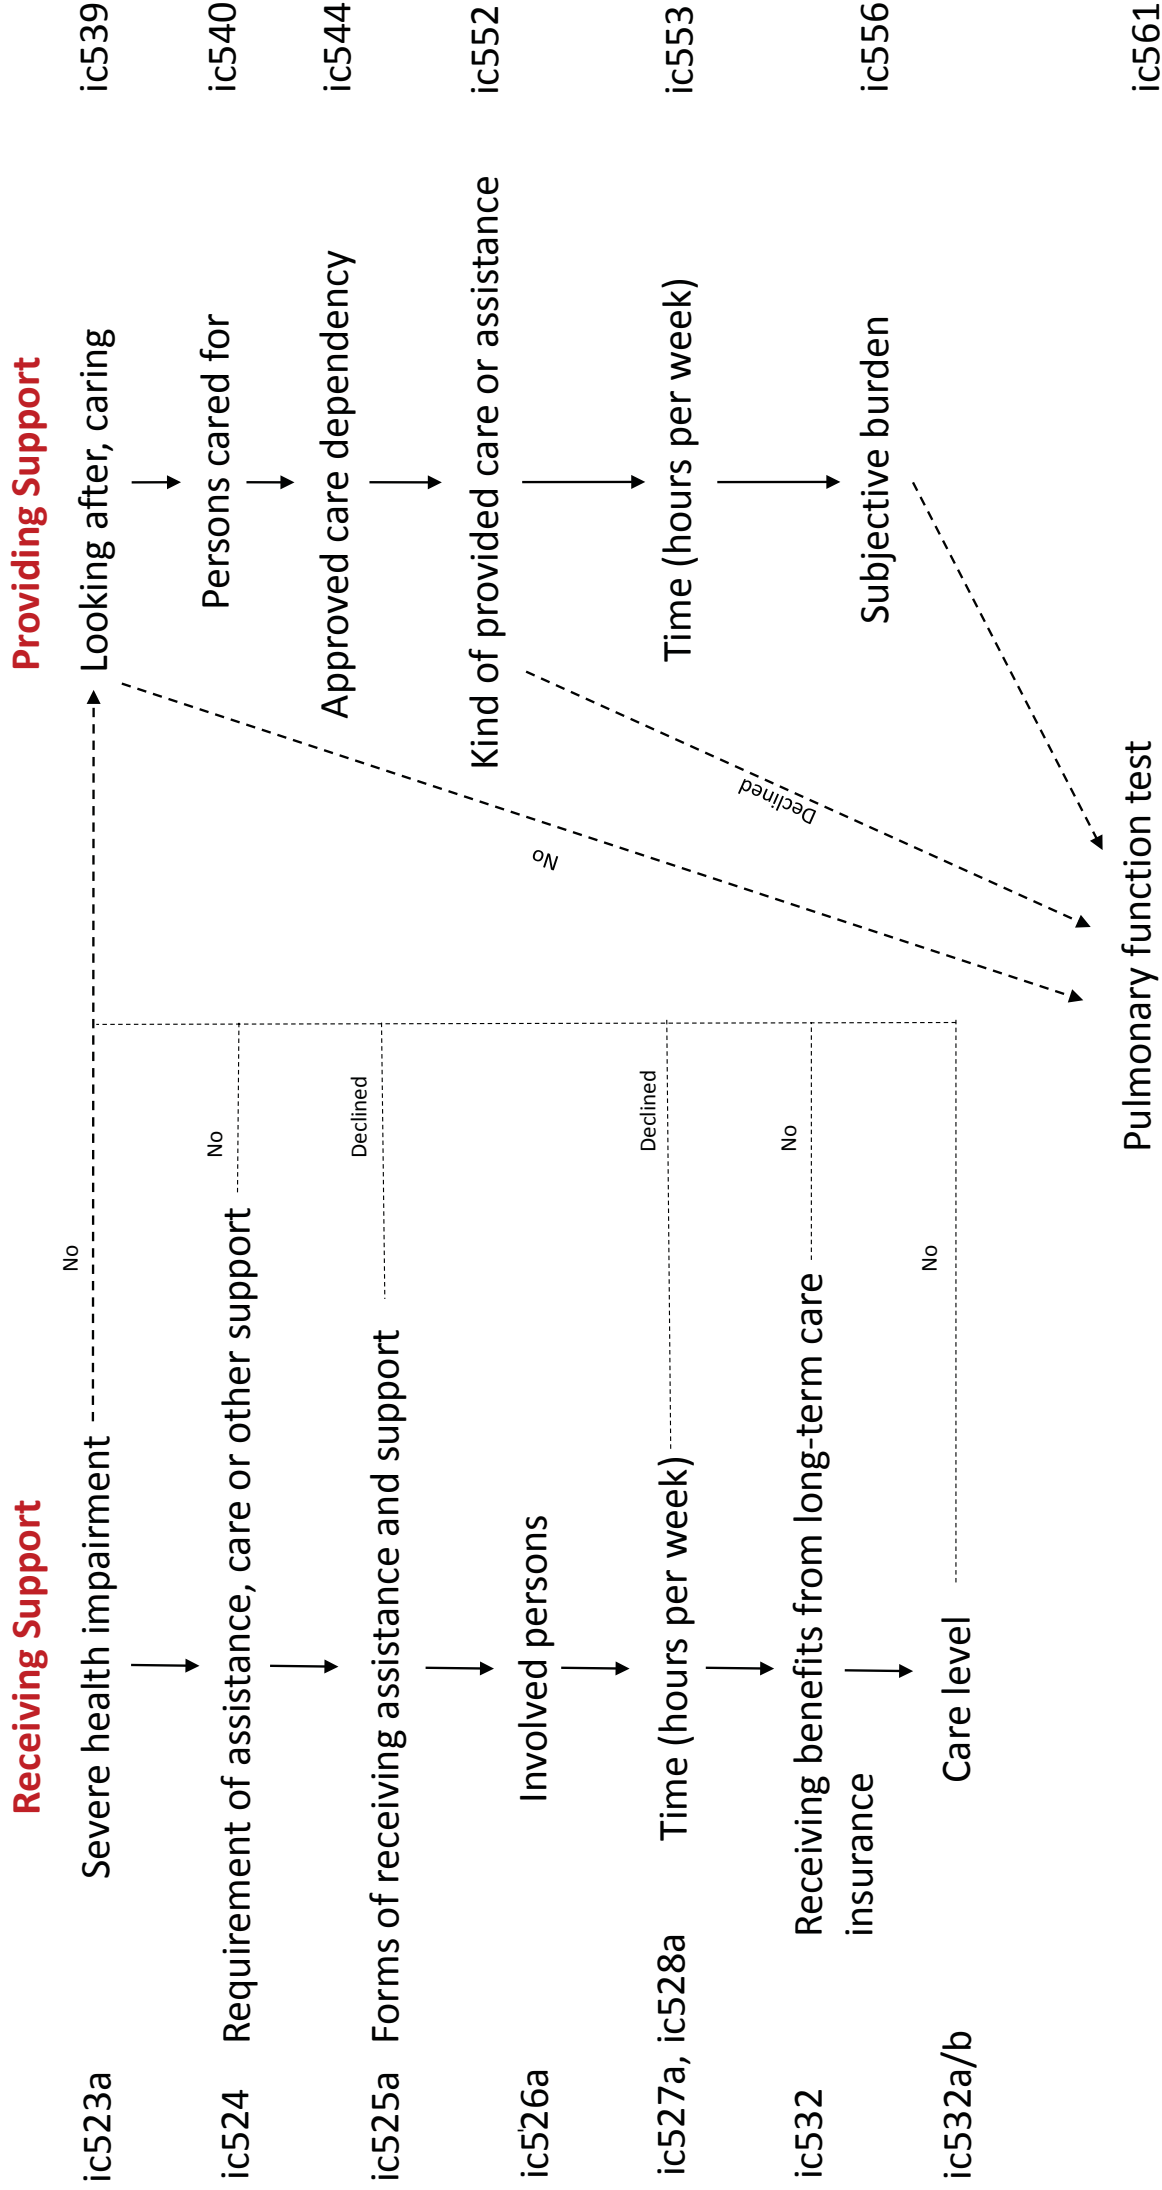 Receiving Support
Providing Support
ic523a
Severe health impairment
No
Looking after, caring
ic539
ic524
Requirement of assistance, care or other support
No
Persons cared for
ic540
ic525a
Forms of receiving assistance and support
Declined
Approved care dependency
ic544
ic526a
Involved persons
Kind of provided care or assistance
ic552
No
Declined
ic527a, ic528a
Time (hours per week)
Declined
Time (hours per week)
ic553
ic532
Receiving benefits from long-term care
insurance
No
Subjective burden
ic556
ic532a/b
Care level
No
Pulmonary function test
ic561